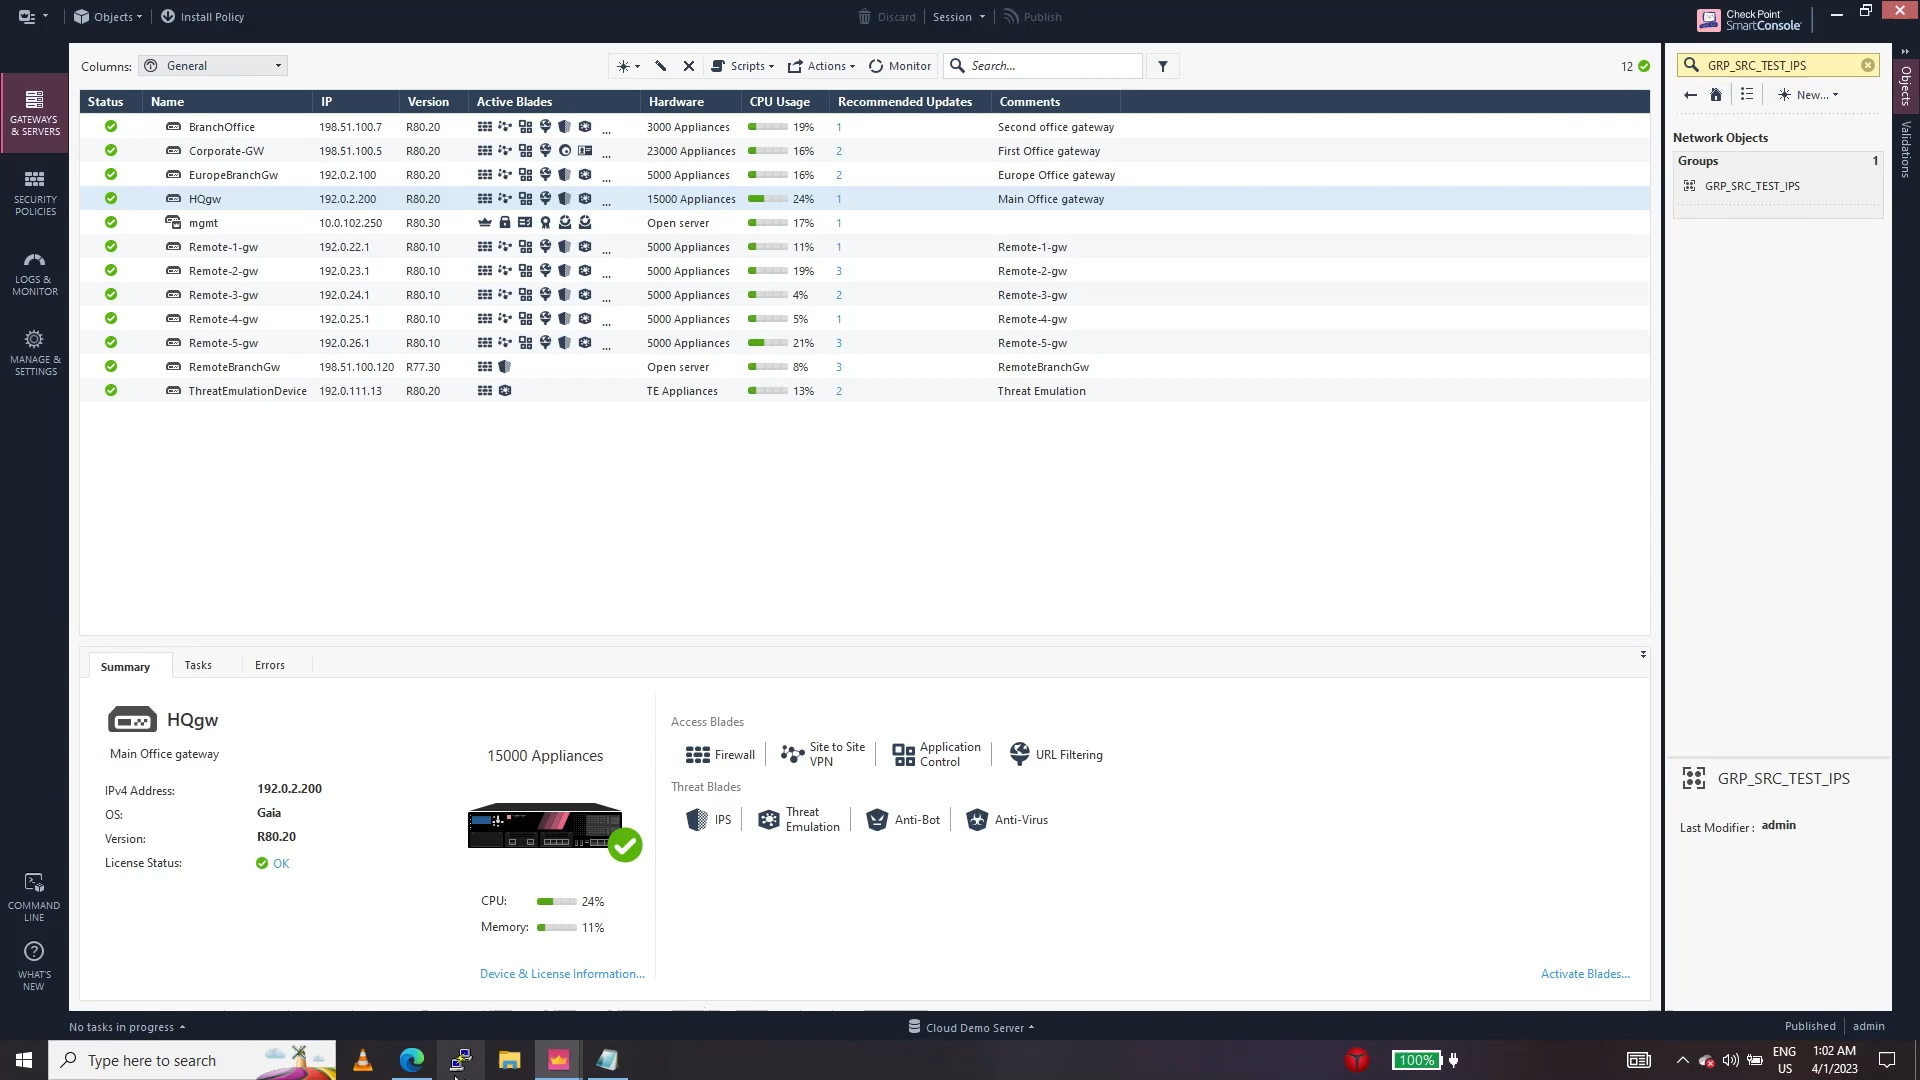 Objects
Install Policy
Discard
Session
Publish
Check Point
SmartConsole
Columns:
General
Scripts
Actions
Monitor
Search...
12
GRP_SRC_TEST_IPS
New...
Objects
Validations
GATEWAYS
& SERVERS
SECURITY
POLICIES
LOGS &
MONITOR
MANAGE &
SETTINGS
COMMAND
LINE
WHAT'S
NEW
Status Name IP Version Active Blades Hardware CPU Usage Recommended Updates Comments
BranchOffice 198.51.100.7 R80.20 ... 3000 Appliances 19% 1 Second office gateway
Corporate-GW 198.51.100.5 R80.20 ... 23000 Appliances 16% 2 First Office gateway
EuropeBranchGw 192.0.2.100 R80.20 ... 5000 Appliances 16% 2 Europe Office gateway
HQgw 192.0.2.200 R80.20 ... 15000 Appliances 24% 1 Main Office gateway
mgmt 10.0.102.250 R80.30 Open server 17% 1
Remote-1-gw 192.0.22.1 R80.10 ... 5000 Appliances 11% 1 Remote-1-gw
Remote-2-gw 192.0.23.1 R80.10 ... 5000 Appliances 19% 3 Remote-2-gw
Remote-3-gw 192.0.24.1 R80.10 ... 5000 Appliances 4% 2 Remote-3-gw
Remote-4-gw 192.0.25.1 R80.10 ... 5000 Appliances 5% 1 Remote-4-gw
Remote-5-gw 192.0.26.1 R80.10 ... 5000 Appliances 21% 3 Remote-5-gw
RemoteBranchGw 198.51.100.120 R77.30 Open server 8% 3 RemoteBranchGw
ThreatEmulationDevice 192.0.111.13 R80.20 TE Appliances 13% 2 Threat Emulation
Network Objects
Groups 1
GRP_SRC_TEST_IPS
Summary Tasks Errors
HQgw
Main Office gateway
IPv4 Address: 192.0.2.200
OS: Gaia
Version: R80.20
License Status: OK
15000 Appliances
CPU: 24%
Memory: 11%
Device & License Information...
Access Blades
Firewall
Site to Site
VPN
Application
Control
URL Filtering
Threat Blades
IPS
Threat
Emulation
Anti-Bot
Anti-Virus
Activate Blades...
GRP_SRC_TEST_IPS
Last Modifier : admin
No tasks in progress
Cloud Demo Server
Published admin
Type here to search
100%
ENG
US
1:02 AM
4/1/2023